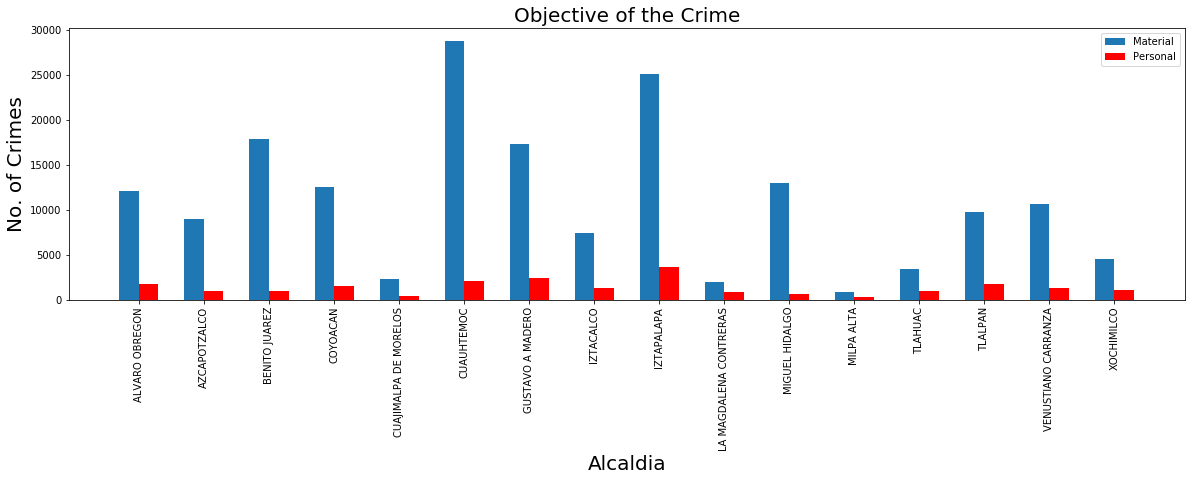 Objective of the Crime
Material
Personal
No. of Crimes
30000
25000
20000
15000
10000
5000
0
ALVARO OBREGON
AZCAPOTZALCO
BENITO JUAREZ
COYOACAN
CUAJIMALPA DE MORELOS
CUAUHTEMOC
GUSTAVO A MADERO
IZTACALCO
IZTAPALAPA
LA MAGDALENA CONTRERAS
MIGUEL HIDALGO
MILPA ALTA
TLAHUAC
TLALPAN
VENUSTIANO CARRANZA
XOCHIMILCO
Alcaldia